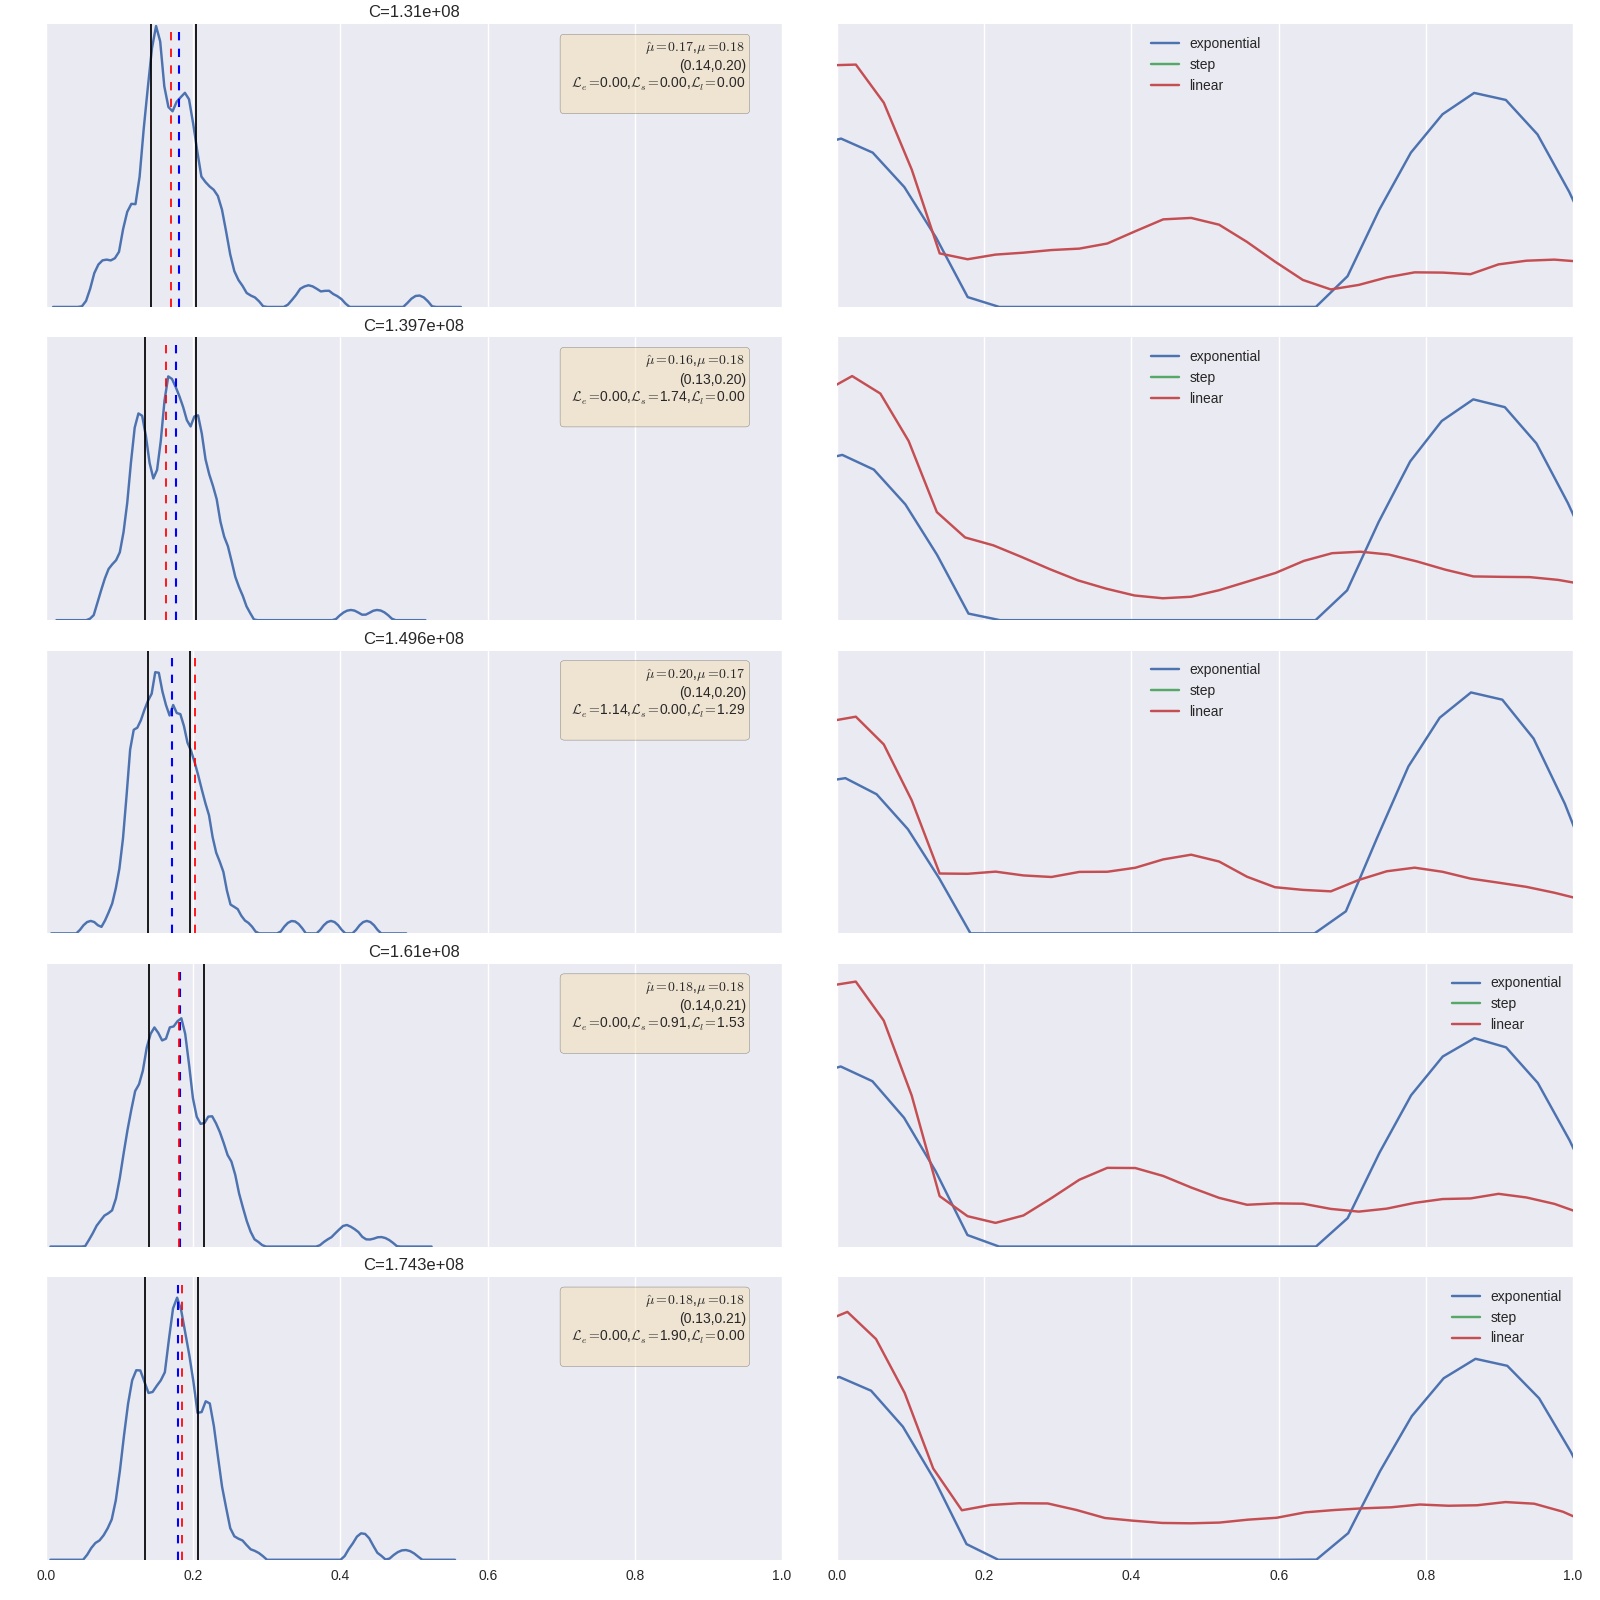 C=1.31e+08
μ̂=0.17,μ=0.18
(0.14,0.20)
ℒₑ=0.00,ℒₛ=0.00,ℒₗ=0.00
exponential
step
linear
C=1.397e+08
μ̂=0.16,μ=0.18
(0.13,0.20)
ℒₑ=0.00,ℒₛ=1.74,ℒₗ=0.00
exponential
step
linear
C=1.496e+08
μ̂=0.20,μ=0.17
(0.14,0.20)
ℒₑ=1.14,ℒₛ=0.00,ℒₗ=1.29
exponential
step
linear
C=1.61e+08
μ̂=0.18,μ=0.18
(0.14,0.21)
ℒₑ=0.00,ℒₛ=0.91,ℒₗ=1.53
exponential
step
linear
C=1.743e+08
μ̂=0.18,μ=0.18
(0.13,0.21)
ℒₑ=0.00,ℒₛ=1.90,ℒₗ=0.00
exponential
step
linear
0.0 0.2 0.4 0.6 0.8 1.0
0.0 0.2 0.4 0.6 0.8 1.0